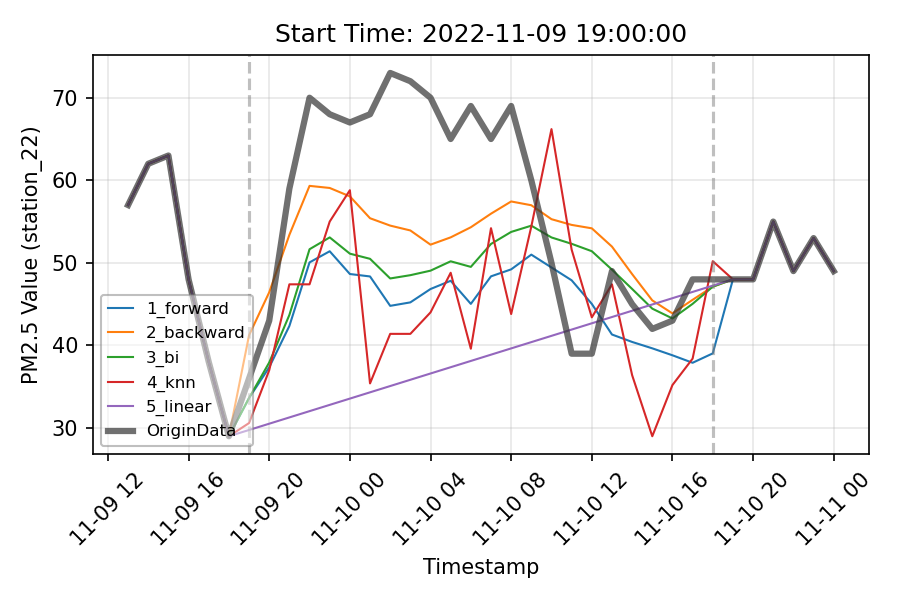 Start Time: 2022-11-09 19:00:00
PM2.5 Value (station_22)
70
60
50
40
30
1_forward
2_backward
3_bi
4_knn
5_linear
OriginData
11-09 12
11-09 16
11-09 20
11-10 00
11-10 04
11-10 08
11-10 12
11-10 16
11-10 20
11-11 00
Timestamp